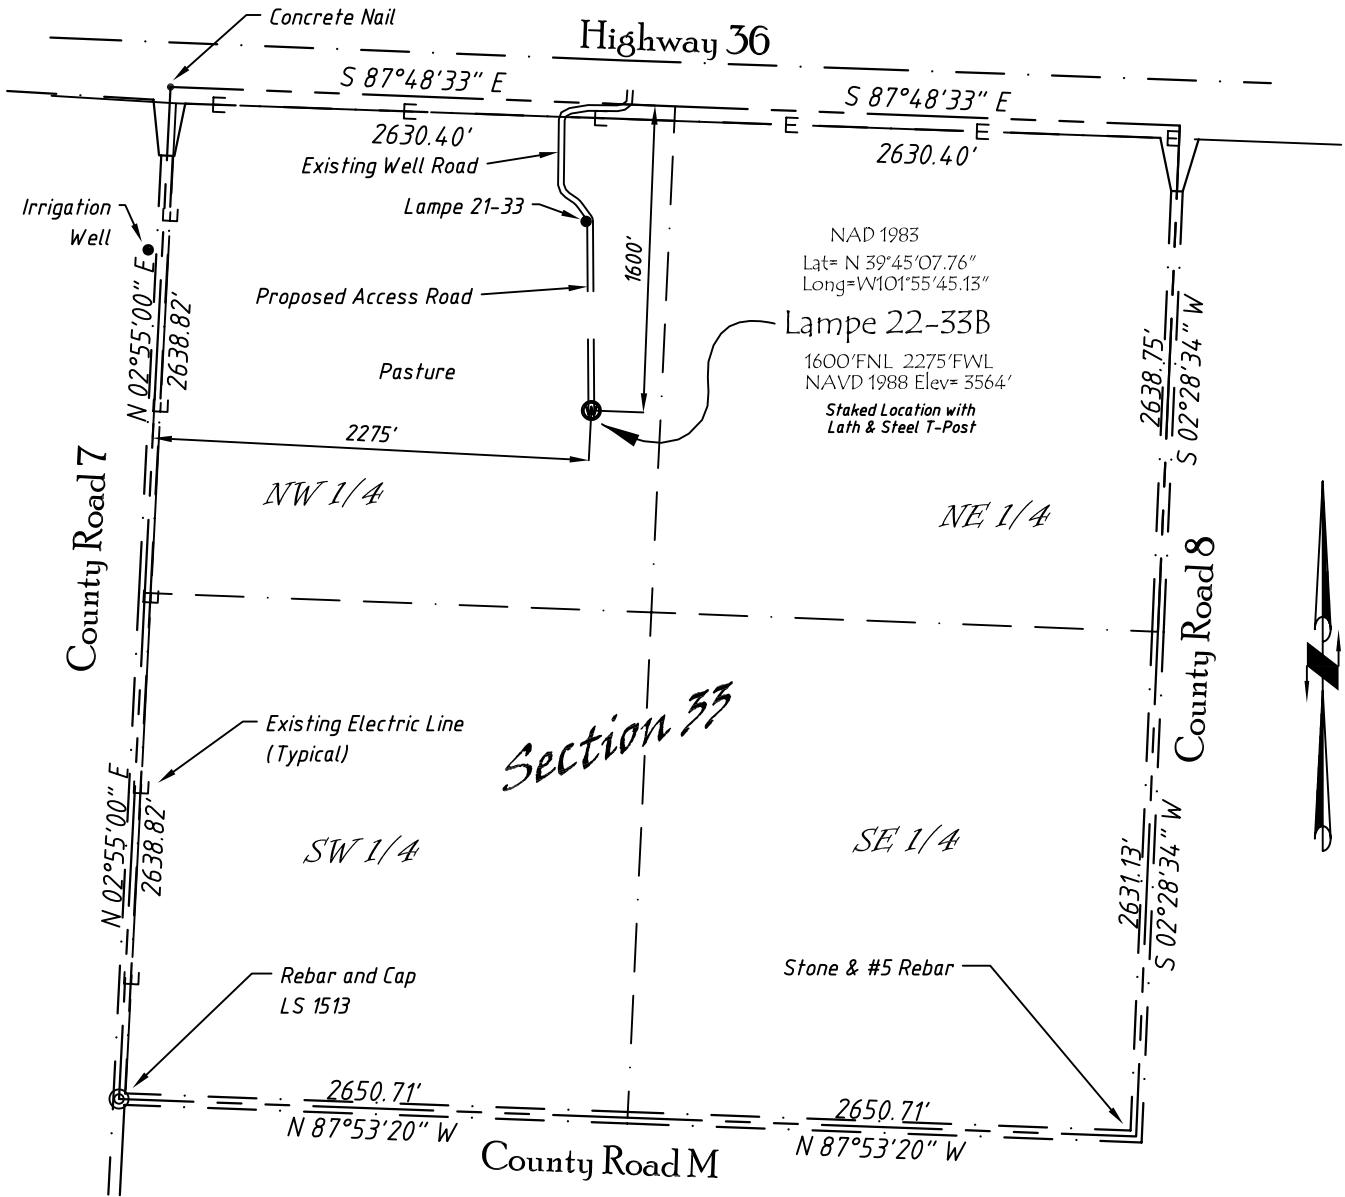 Concrete Nail
Highway 36
S 87°48'33" E
S 87°48'33" E
E
E
E
E
E
E
2630.40'
2630.40'
Existing Well Road
Lampe 21-33
Irrigation
Well
E
1600'
NAD 1983
Lat= N 39°45'07.76"
Long=W101°55'45.13"
Proposed Access Road
Lampe 22-33B
N 02°55'00" E
2638.82'
2638.75'
S 02°28'34" W
Pasture
1600'FNL 2275'FWL
NAVD 1988 Elev= 3564'
Staked Location with
Lath & Steel T-Post
E
W
2275'
NW 1/4
NE 1/4
County Road 7
County Road 8
E
N
Section 33
Existing Electric Line
(Typical)
E
N 02°55'00" E
2638.82'
SW 1/4
SE 1/4
2631.13'
S 02°28'34" W
Rebar and Cap
LS 1513
E
Stone & #5 Rebar
2650.71'
N 87°53'20" W
2650.71'
N 87°53'20" W
County Road M